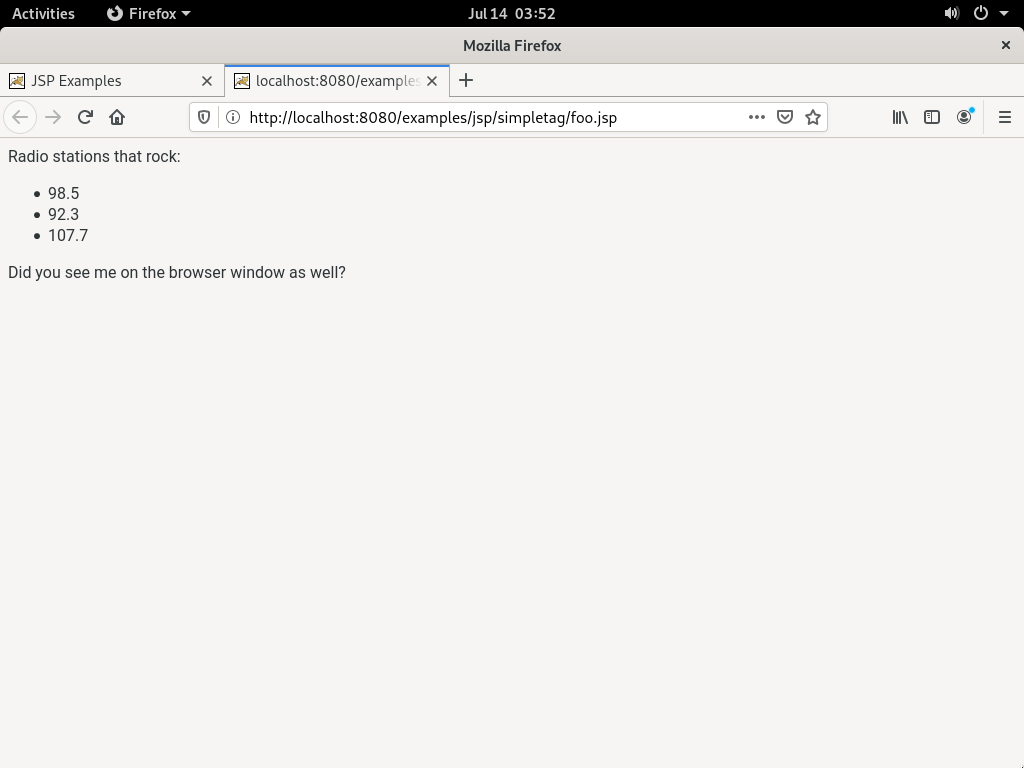 Activities Firefox Jul 14 03:52
Mozilla Firefox
JSP Examples localhost:8080/examples
http://localhost:8080/examples/jsp/simpletag/foo.jsp
Radio stations that rock:
• 98.5
• 92.3
• 107.7
Did you see me on the browser window as well?